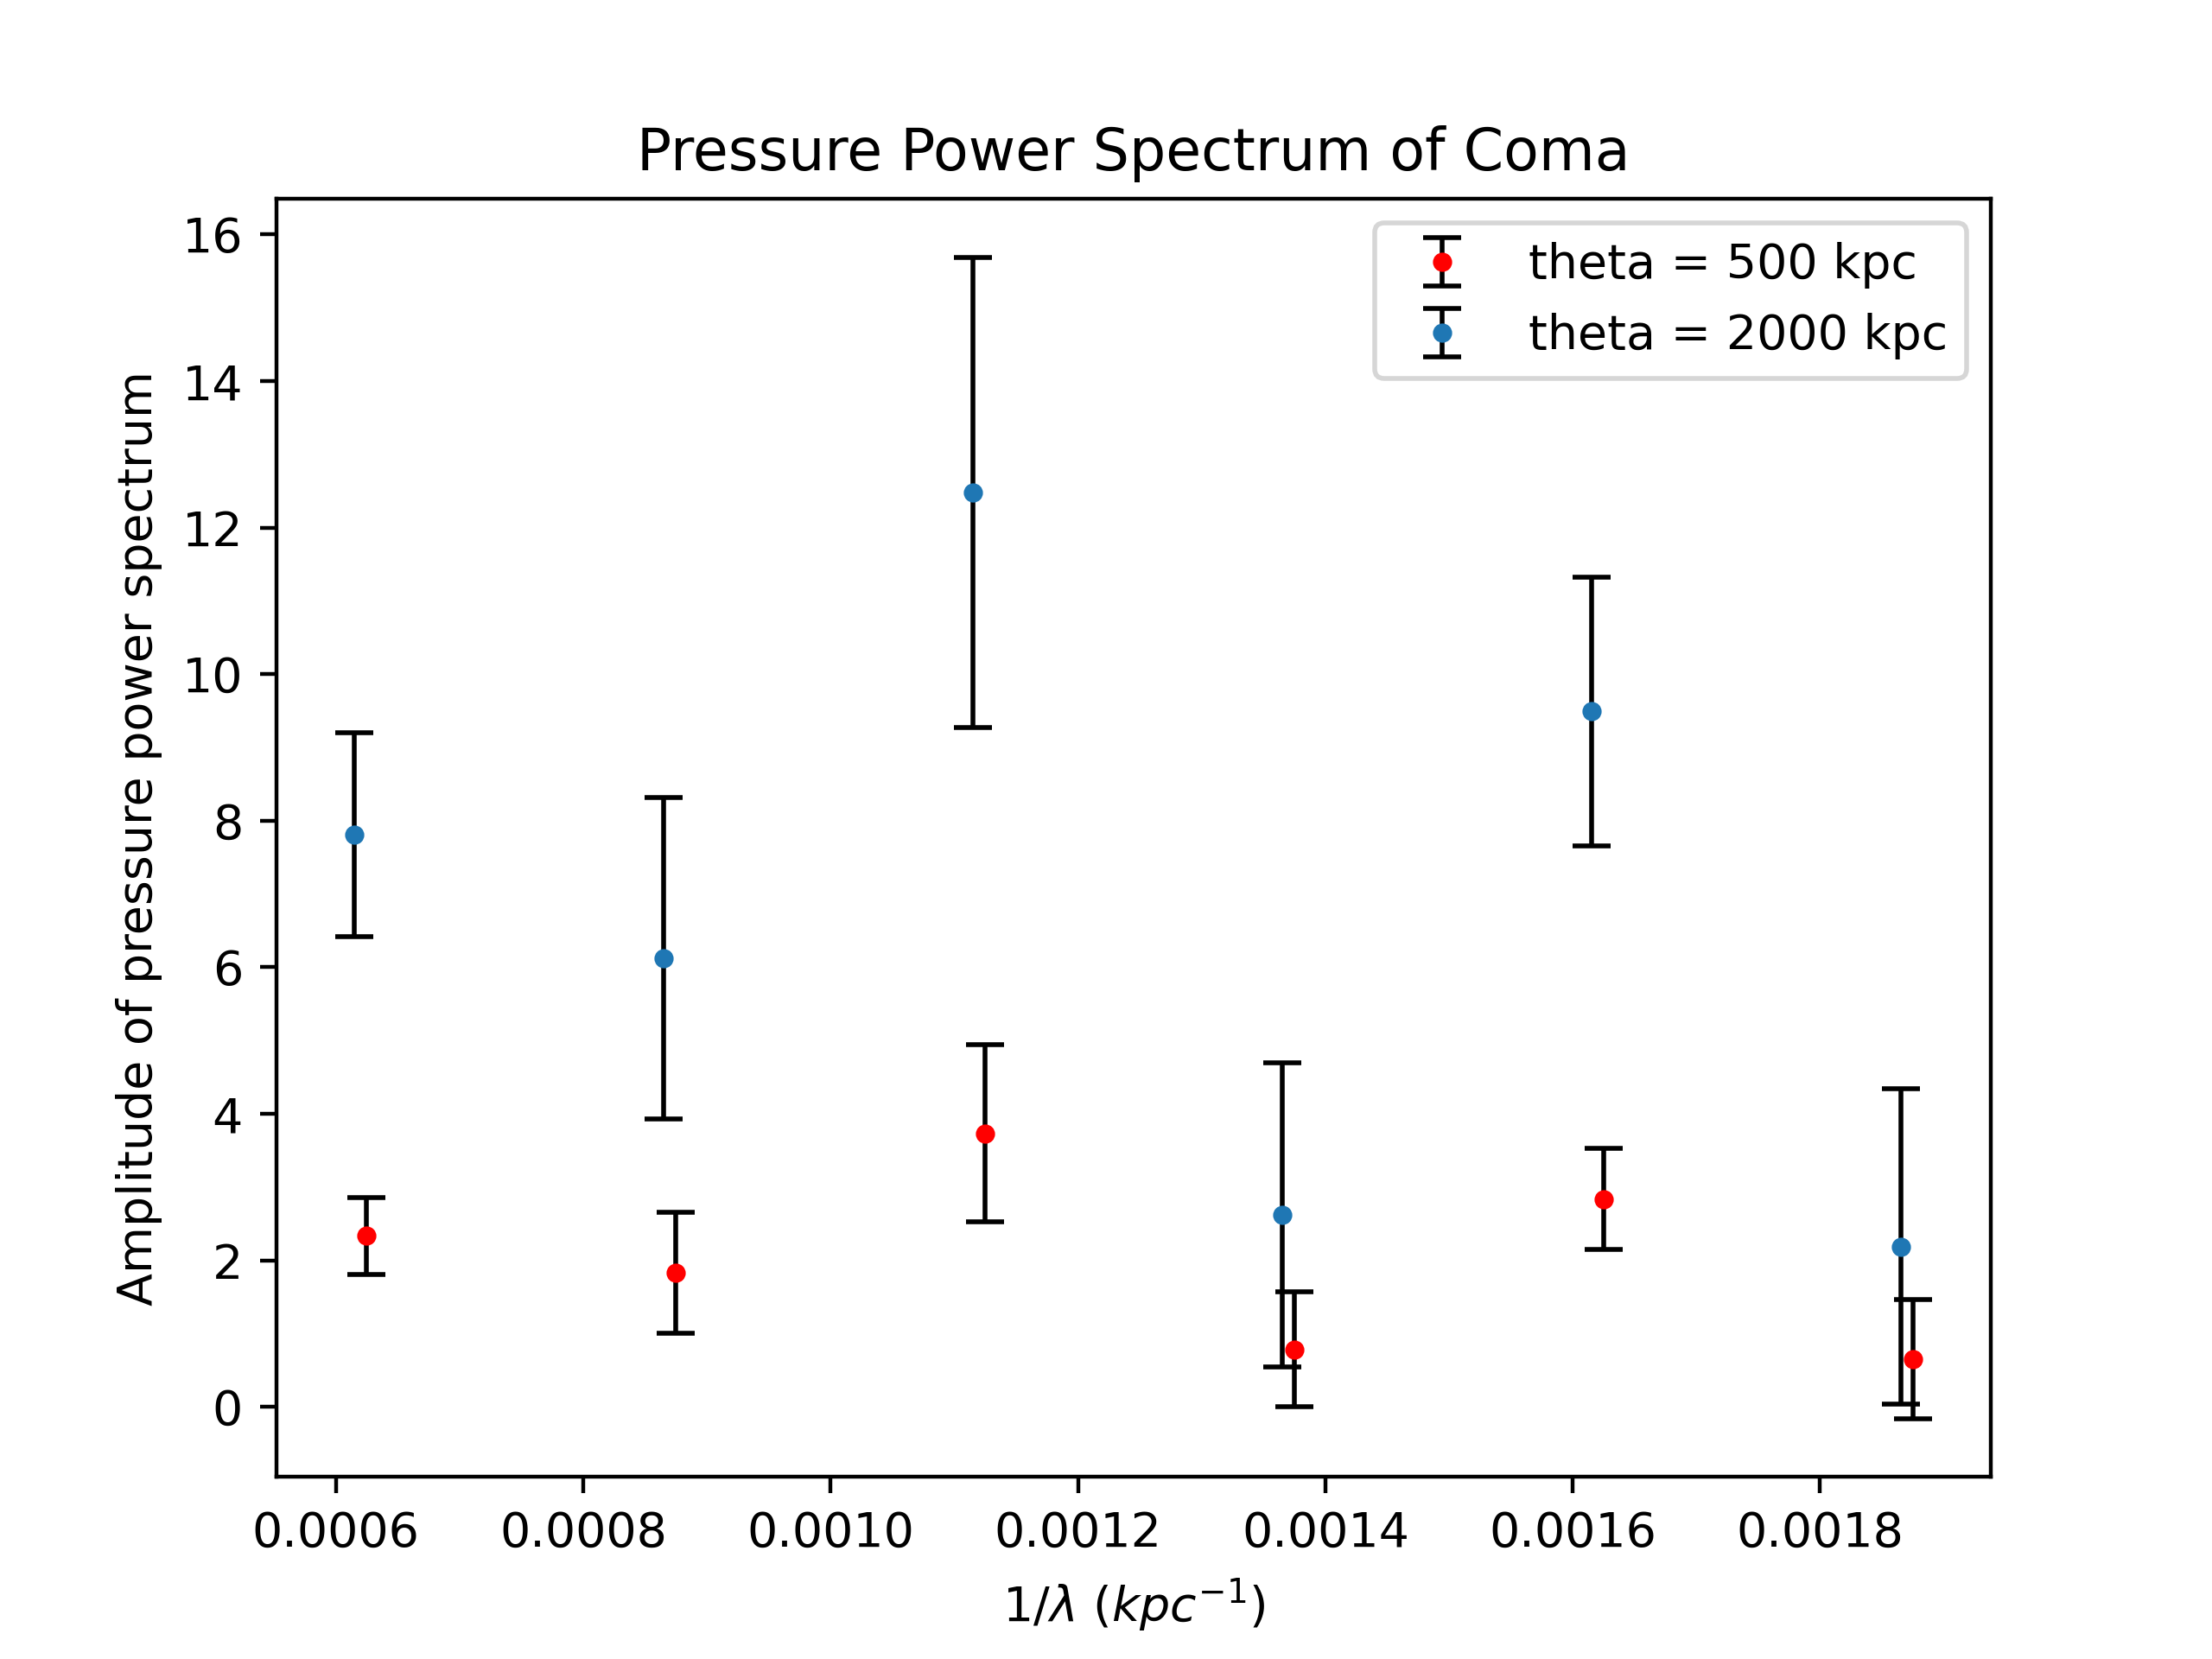 Pressure Power Spectrum of Coma
theta = 500 kpc
theta = 2000 kpc
Amplitude of pressure power spectrum
16
14
12
10
8
6
4
2
0
0.0006 0.0008 0.0010 0.0012 0.0014 0.0016 0.0018
1/λ (kpc⁻¹)